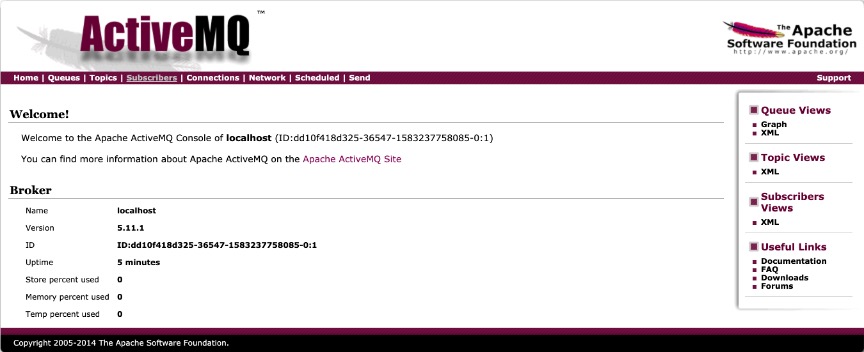 ActiveMQ™
The Apache
Software Foundation
http://www.apache.org/
Home | Queues | Topics | Subscribers | Connections | Network | Scheduled | Send
Support
Welcome!
Welcome to the Apache ActiveMQ Console of localhost (ID:dd10f418d325-36547-1583237758085-0:1)
You can find more information about Apache ActiveMQ on the Apache ActiveMQ Site
Broker
Name localhost
Version 5.11.1
ID ID:dd10f418d325-36547-1583237758085-0:1
Uptime 5 minutes
Store percent used 0
Memory percent used 0
Temp percent used 0
Queue Views
Graph
XML
Topic Views
XML
Subscribers
Views
XML
Useful Links
Documentation
FAQ
Downloads
Forums
Copyright 2005-2014 The Apache Software Foundation.